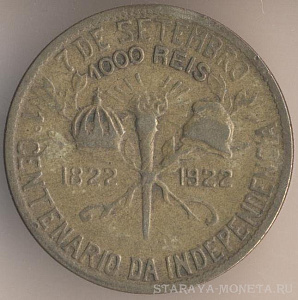 7 DE SETEMBRO
1000 REIS
1822 1922
CENTENARIO DA INDEPENDENCIA
STARAYA-MONETA.RU